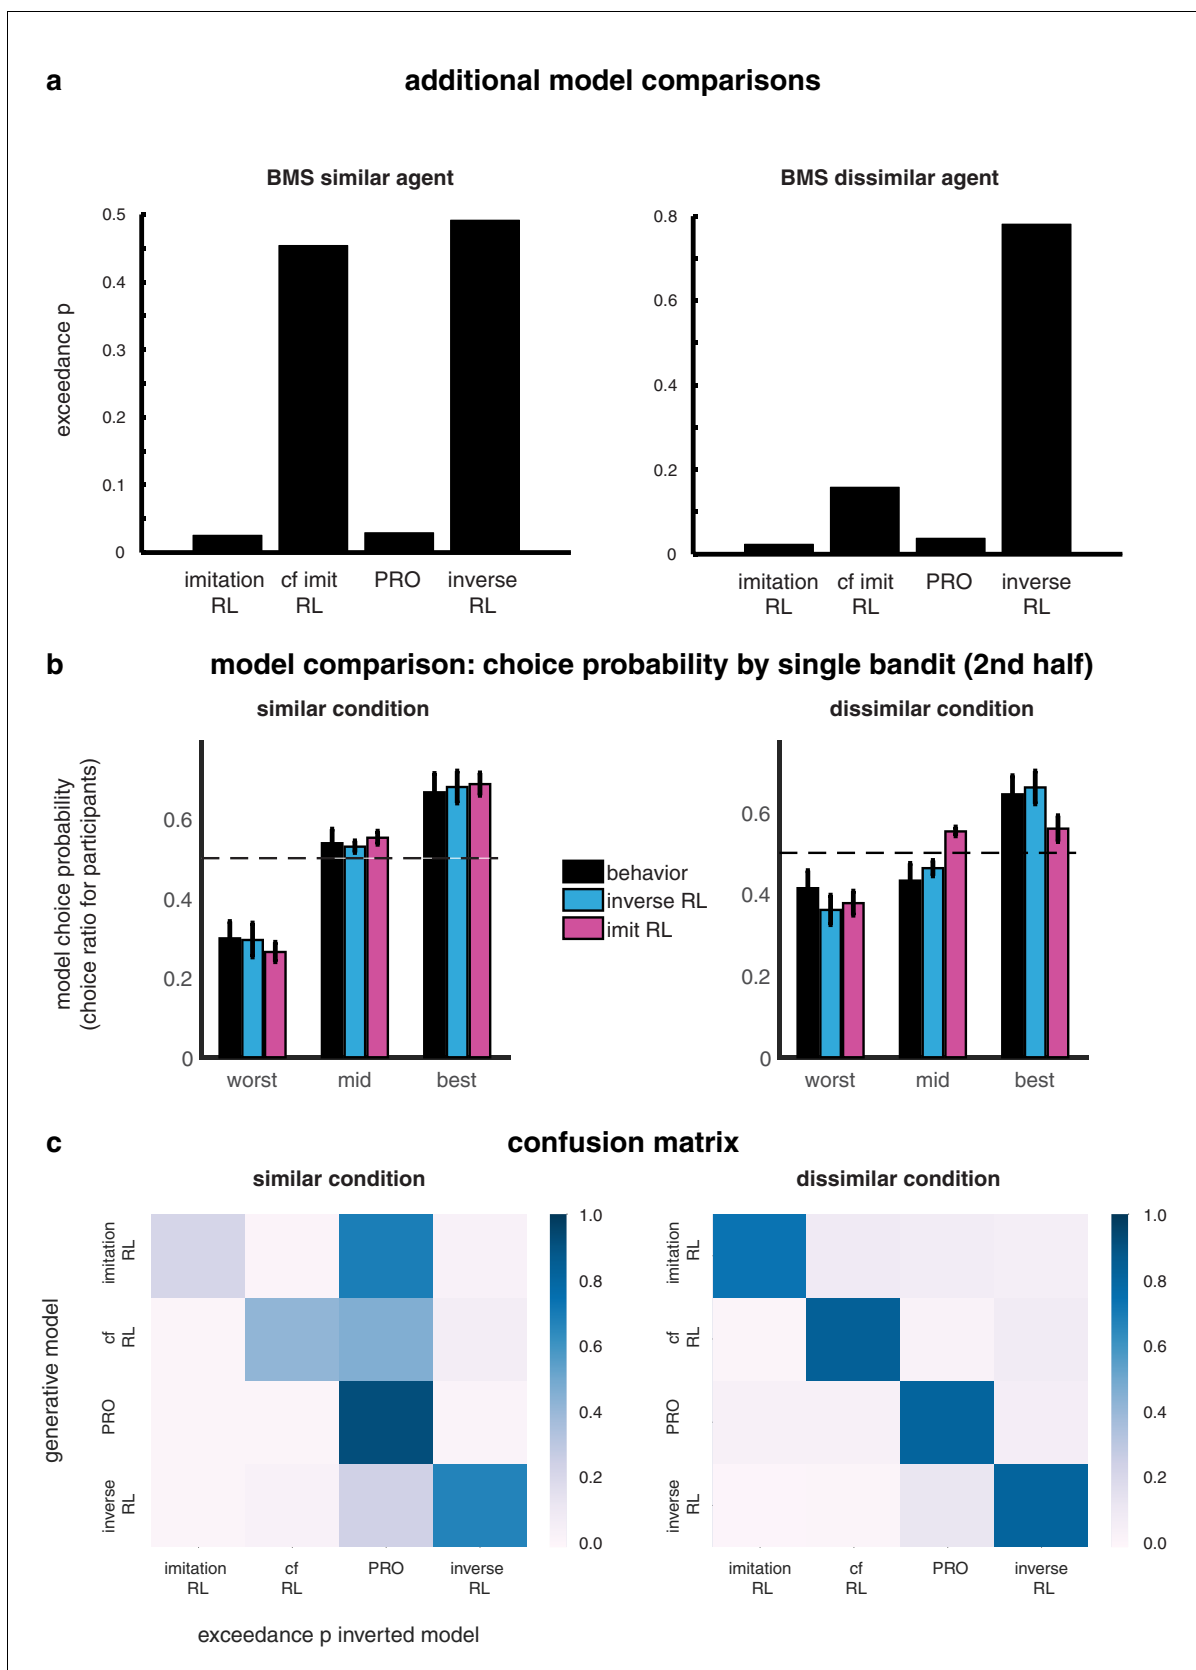 a
additional model comparisons
BMS similar agent
BMS dissimilar agent
exceedance p
0.5
0.4
0.3
0.2
0.1
0
imitation
RL
cf imit
RL
PRO
inverse
RL
0.8
0.6
0.4
0.2
0
imitation
RL
cf imit
RL
PRO
inverse
RL
b
model comparison: choice probability by single bandit (2nd half)
similar condition
dissimilar condition
model choice probability
(choice ratio for participants)
0.6
0.4
0.2
0
worst
mid
best
behavior
inverse RL
imit RL
0.6
0.4
0.2
0
worst
mid
best
c
confusion matrix
similar condition
dissimilar condition
generative model
imitation
RL
cf
RL
PRO
inverse
RL
imitation
RL
cf
RL
PRO
inverse
RL
1.0
0.8
0.6
0.4
0.2
0.0
exceedance p inverted model
imitation
RL
cf
RL
PRO
inverse
RL
imitation
RL
cf
RL
PRO
inverse
RL
1.0
0.8
0.6
0.4
0.2
0.0